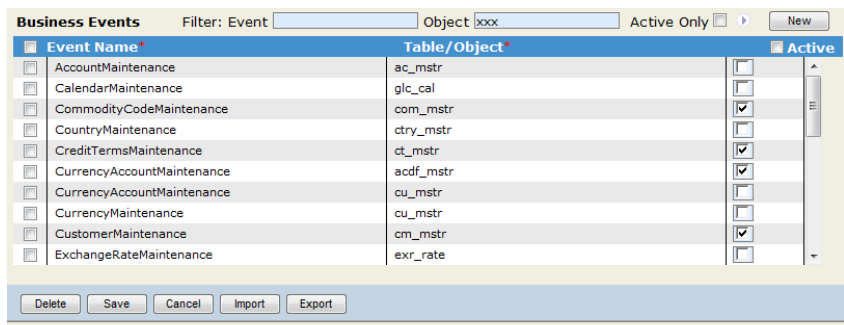 Business Events Filter: Event Object xxx Active Only New
Event Name* Table/Object* Active
AccountMaintenance ac_mstr
CalendarMaintenance glc_cal
CommodityCodeMaintenance com_mstr
CountryMaintenance ctry_mstr
CreditTermsMaintenance ct_mstr
CurrencyAccountMaintenance acdf_mstr
CurrencyAccountMaintenance cu_mstr
CurrencyMaintenance cu_mstr
CustomerMaintenance cm_mstr
ExchangeRateMaintenance exr_rate
Delete Save Cancel Import Export